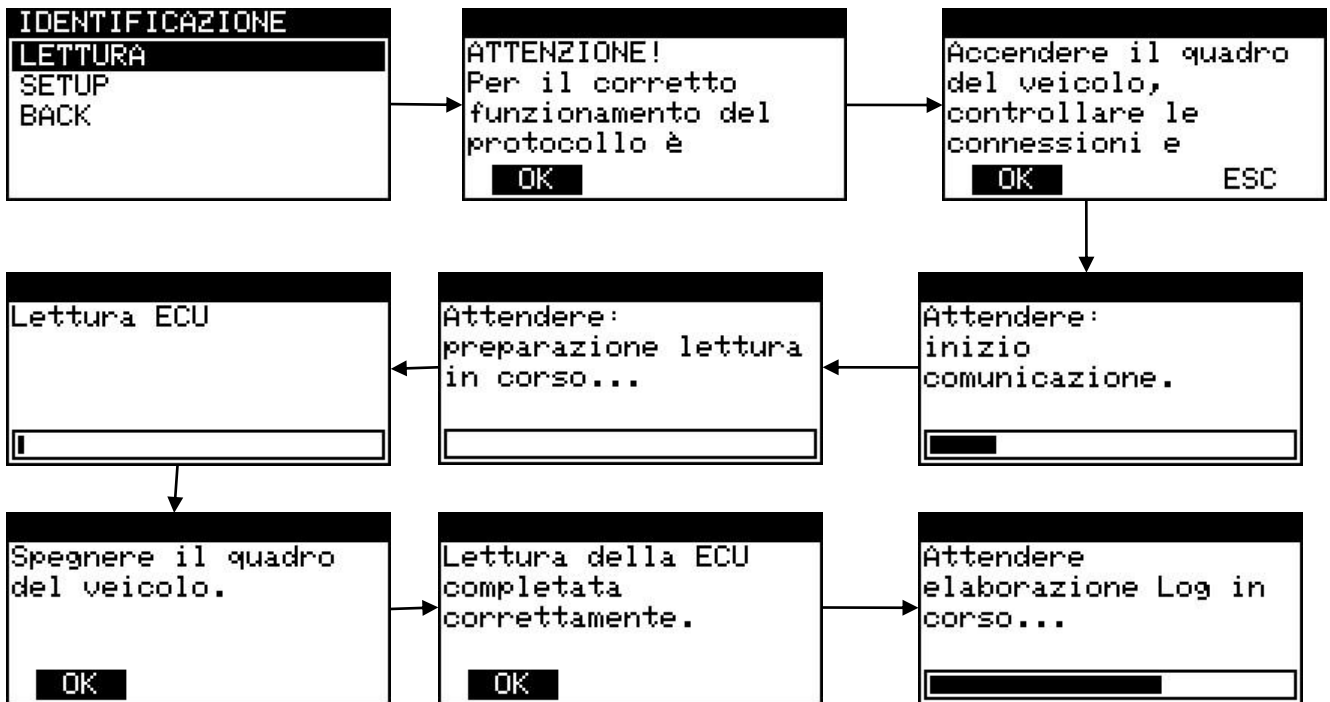 IDENTIFICAZIONE
LETTURA
SETUP
BACK
ATTENZIONE!
Per il corretto
funzionamento del
protocollo è
OK
Accendere il quadro
del veicolo,
controllare le
connessioni e
OK ESC
Attendere:
inizio
comunicazione.
Attendere:
preparazione lettura
in corso...
Lettura ECU
Spegnere il quadro
del veicolo.
OK
Lettura della ECU
completata
correttamente.
OK
Attendere
elaborazione Log in
corso...